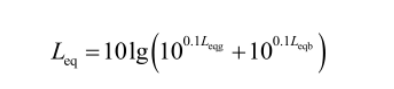 L_eq = 10lg(10^{0.1L_eqg} + 10^{0.1L_eqb})